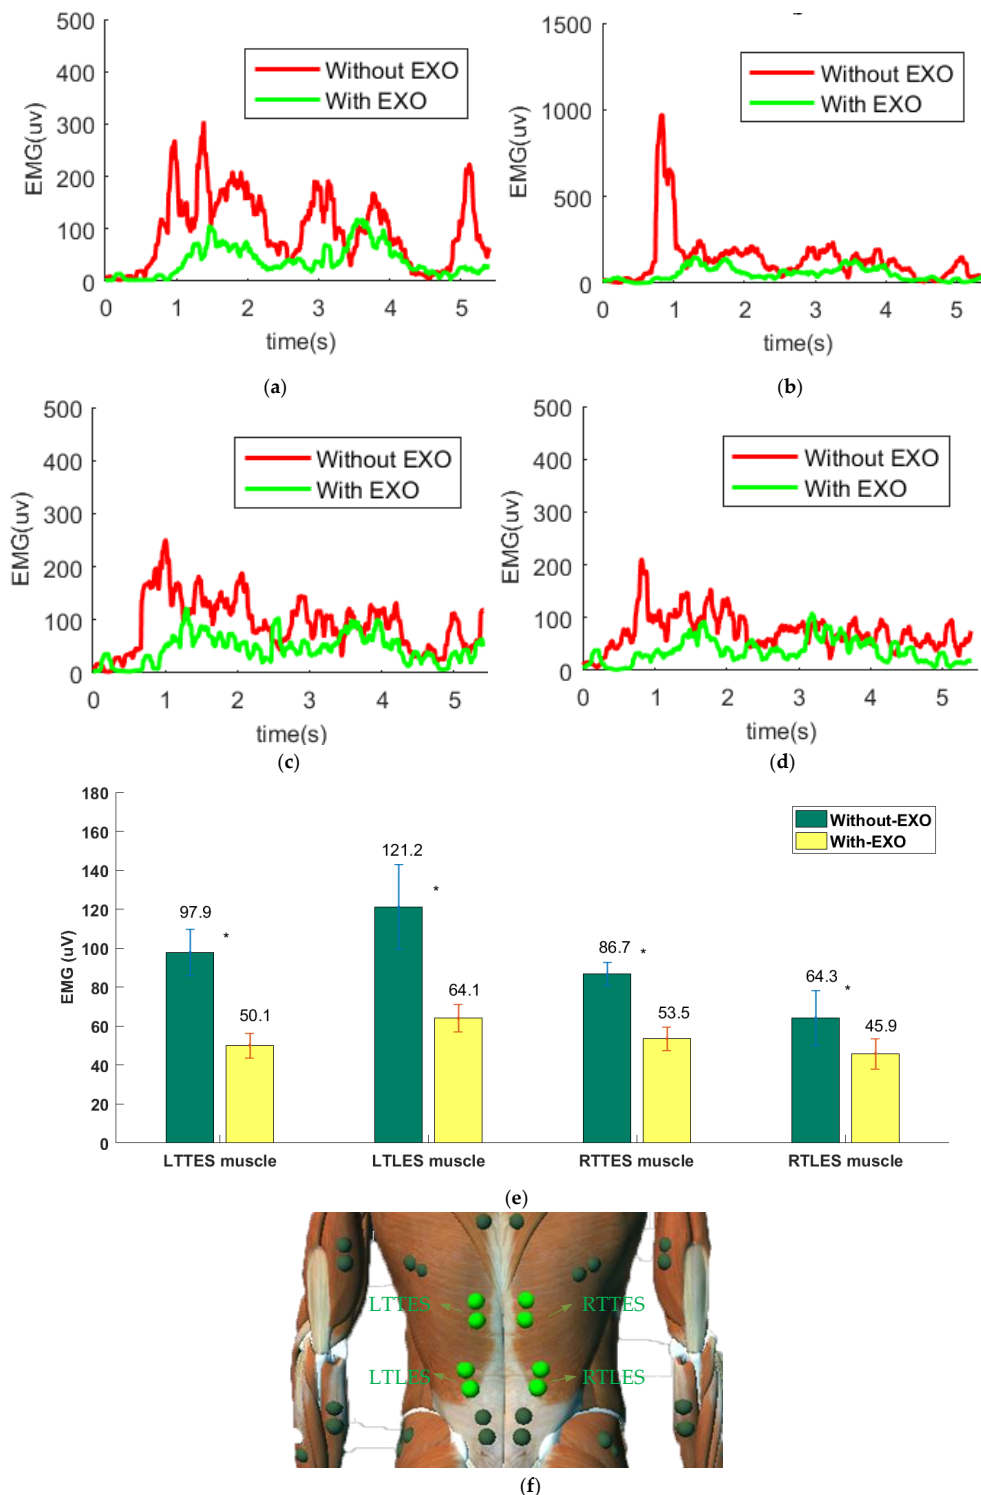 500
400
300
200
100
0
EMG(uv)
Without EXO
With EXO
0 1 2 3 4 5
time(s)
(a)
1500
1000
500
0
EMG(uv)
Without EXO
With EXO
0 1 2 3 4 5
time(s)
(b)
500
400
300
200
100
0
EMG(uv)
Without EXO
With EXO
0 1 2 3 4 5
time(s)
(c)
500
400
300
200
100
0
EMG(uv)
Without EXO
With EXO
0 1 2 3 4 5
time(s)
(d)
180
160
140
120
100
80
60
40
20
0
EMG (uV)
Without-EXO
With-EXO
97.9 *
50.1
121.2 *
64.1
86.7 *
53.5
64.3 *
45.9
LTTES muscle LTLES muscle RTTES muscle RTLES muscle
(e)
LTTES RTTES
LTLES RTLES
(f)